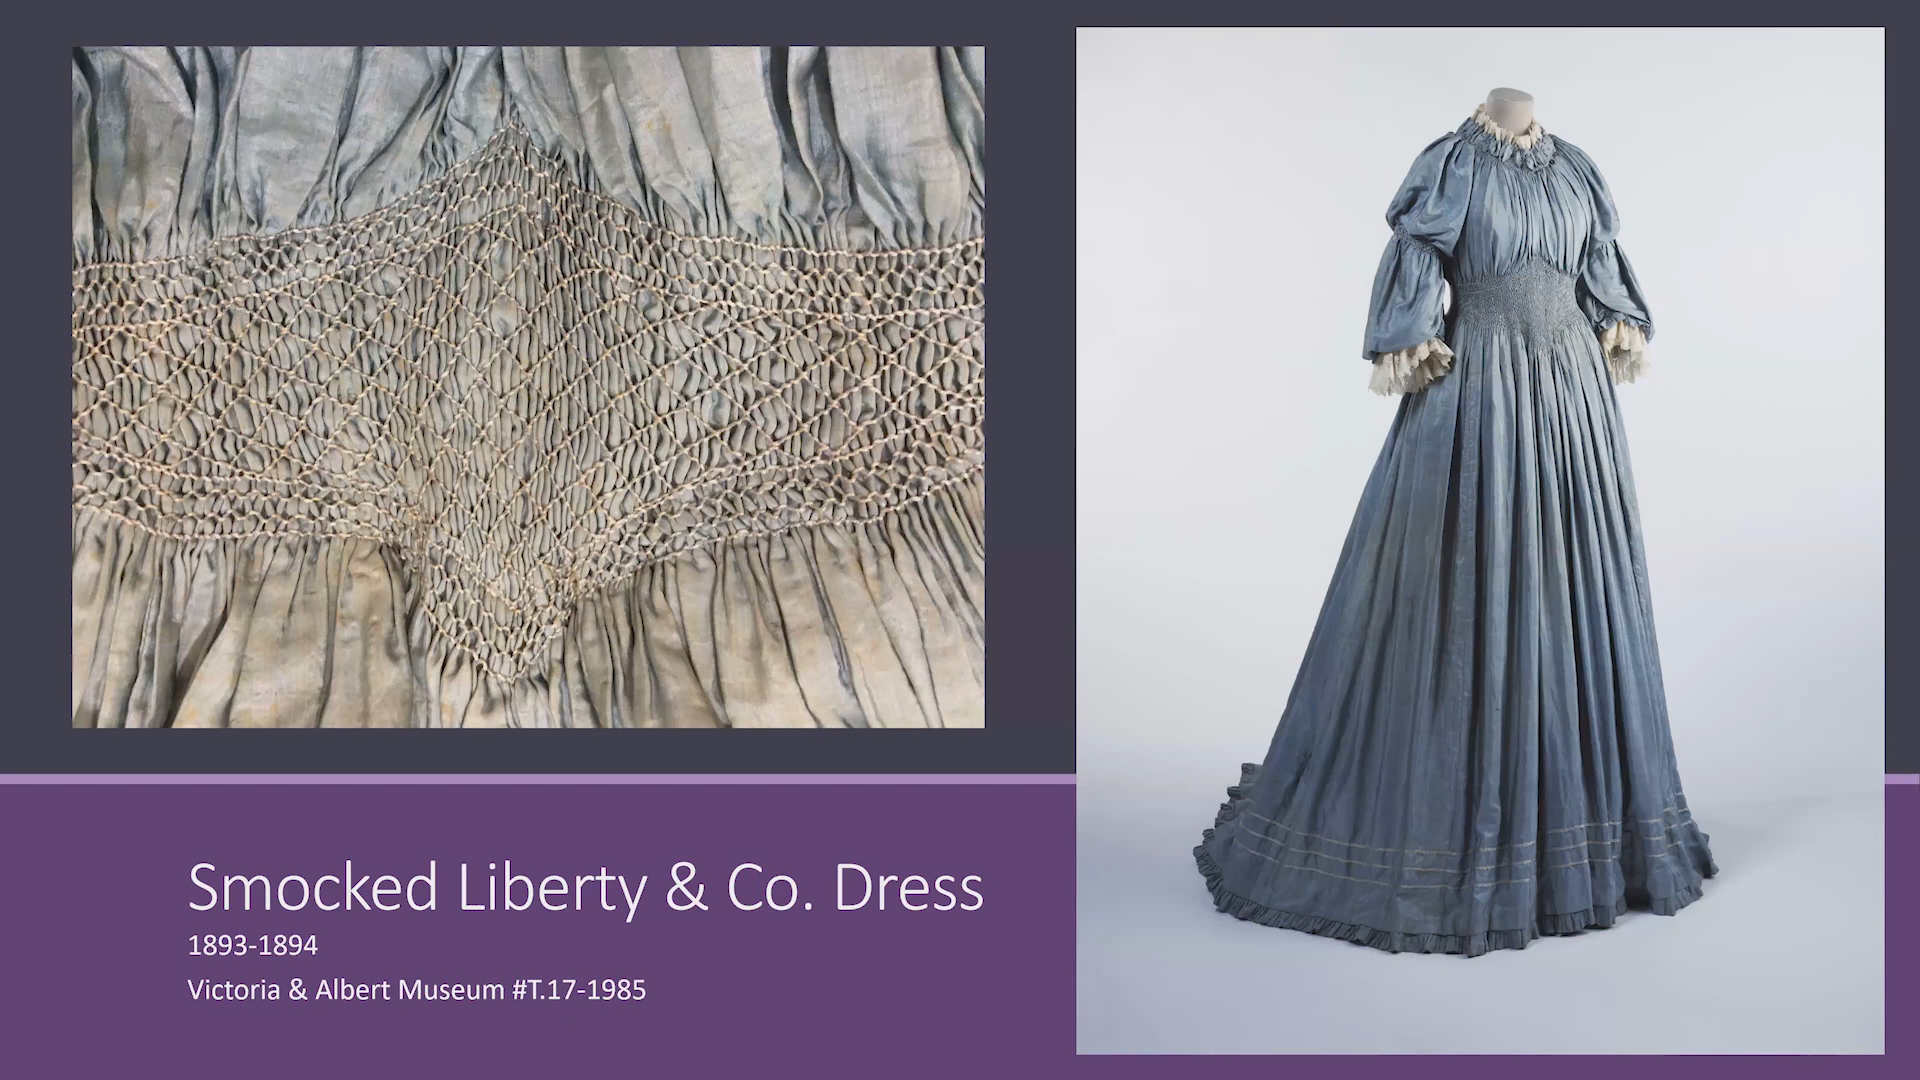 Smocked Liberty & Co. Dress
1893-1894
Victoria & Albert Museum #T.17-1985